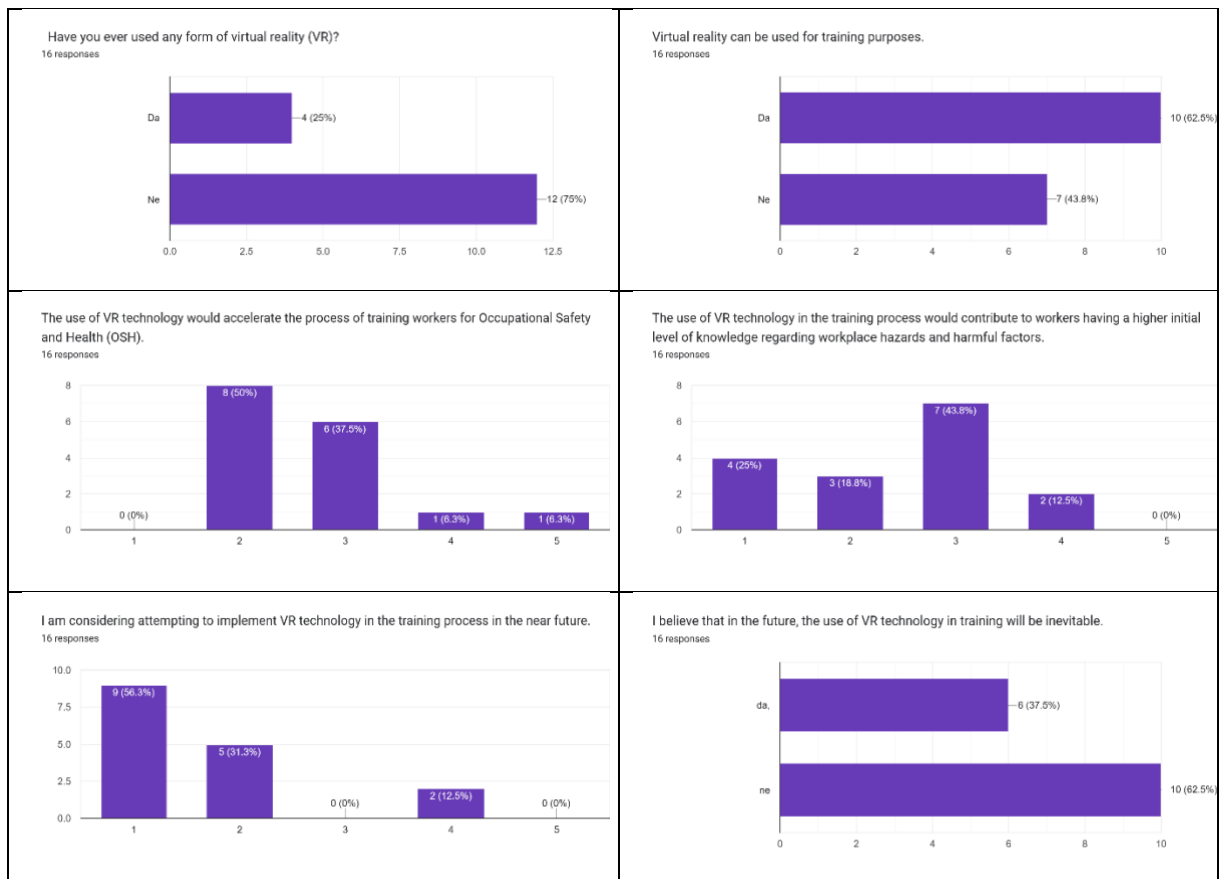 Have you ever used any form of virtual reality (VR)?
16 responses
Da
4 (25%)
Ne
12 (75%)
0.0 2.5 5.0 7.5 10.0 12.5
Virtual reality can be used for training purposes.
16 responses
Da
10 (62.5%)
Ne
7 (43.8%)
0 2 4 6 8 10
The use of VR technology would accelerate the process of training workers for Occupational Safety
and Health (OSH).
16 responses
8
6
4
2
0
0 (0%)
8 (50%)
6 (37.5%)
1 (6.3%)
1 (6.3%)
1 2 3 4 5
The use of VR technology in the training process would contribute to workers having a higher initial
level of knowledge regarding workplace hazards and harmful factors.
16 responses
8
6
4
2
0
4 (25%)
3 (18.8%)
7 (43.8%)
2 (12.5%)
0 (0%)
1 2 3 4 5
I am considering attempting to implement VR technology in the training process in the near future.
16 responses
10.0
7.5
5.0
2.5
0.0
9 (56.3%)
5 (31.3%)
0 (0%)
2 (12.5%)
0 (0%)
1 2 3 4 5
I believe that in the future, the use of VR technology in training will be inevitable.
16 responses
da,
6 (37.5%)
ne
10 (62.5%)
0 2 4 6 8 10